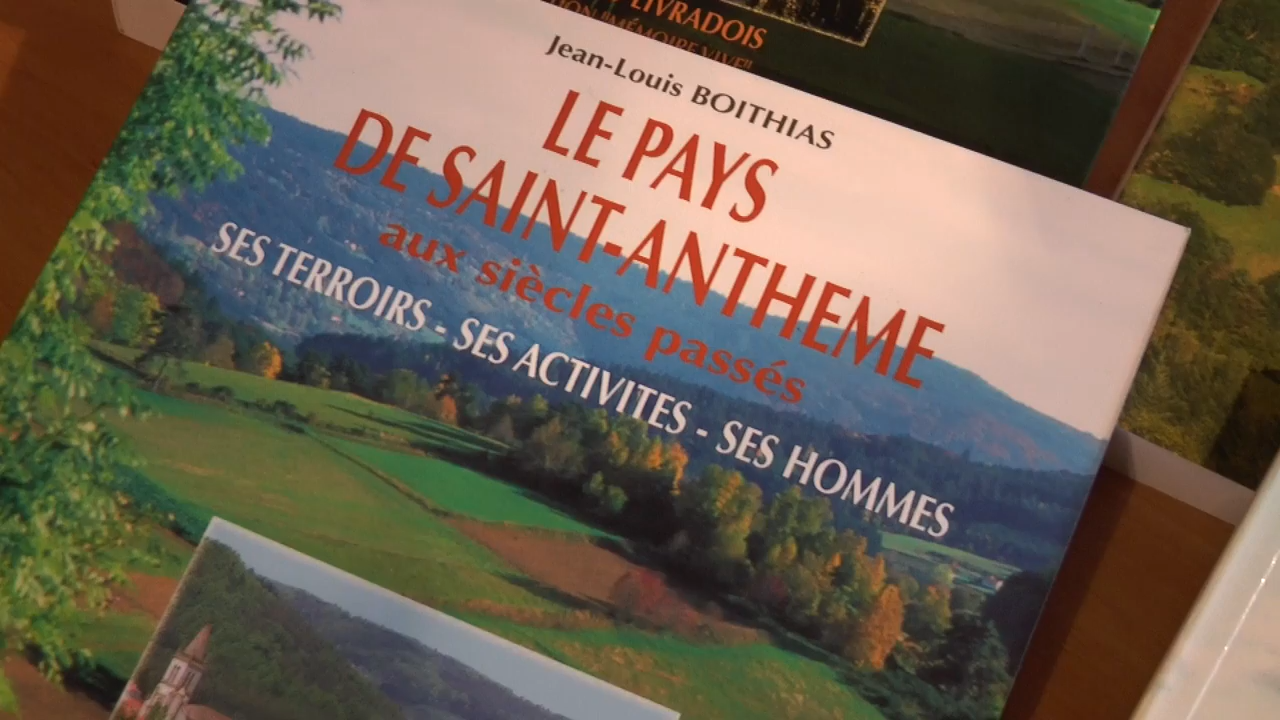 LIVRADOIS
Jean-Louis BOITHIAS
LE PAYS
DE SAINT-ANTHEME
aux siècles passés
SES TERROIRS - SES ACTIVITES - SES HOMMES